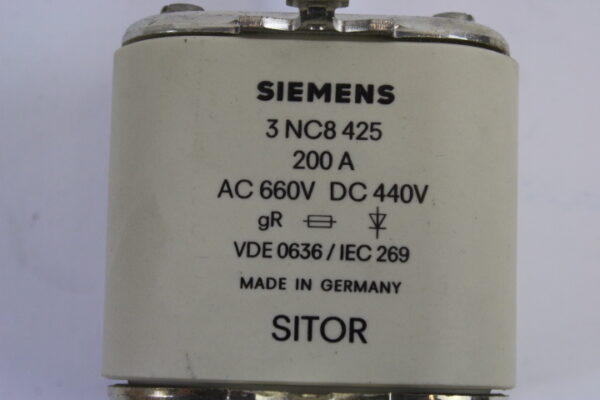 SIEMENS
3 NC8 425
200 A
AC 660V DC 440V
gR
VDE 0636 / IEC 269
MADE IN GERMANY
SITOR